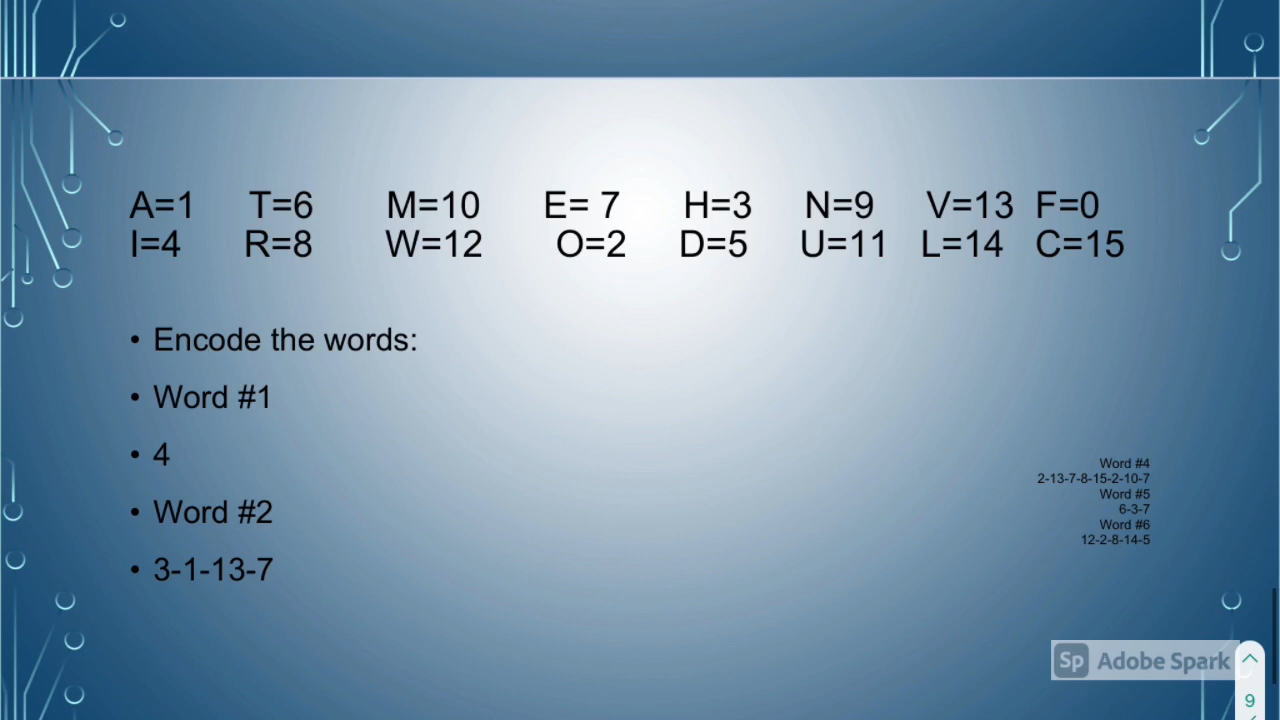 A=1 T=6 M=10 E= 7 H=3 N=9 V=13 F=0
I=4 R=8 W=12 O=2 D=5 U=11 L=14 C=15
• Encode the words:
• Word #1
• 4
• Word #2
• 3-1-13-7
Word #4
2-13-7-8-15-2-10-7
Word #5
6-3-7
Word #6
12-2-8-14-5
Sp Adobe Spark
9